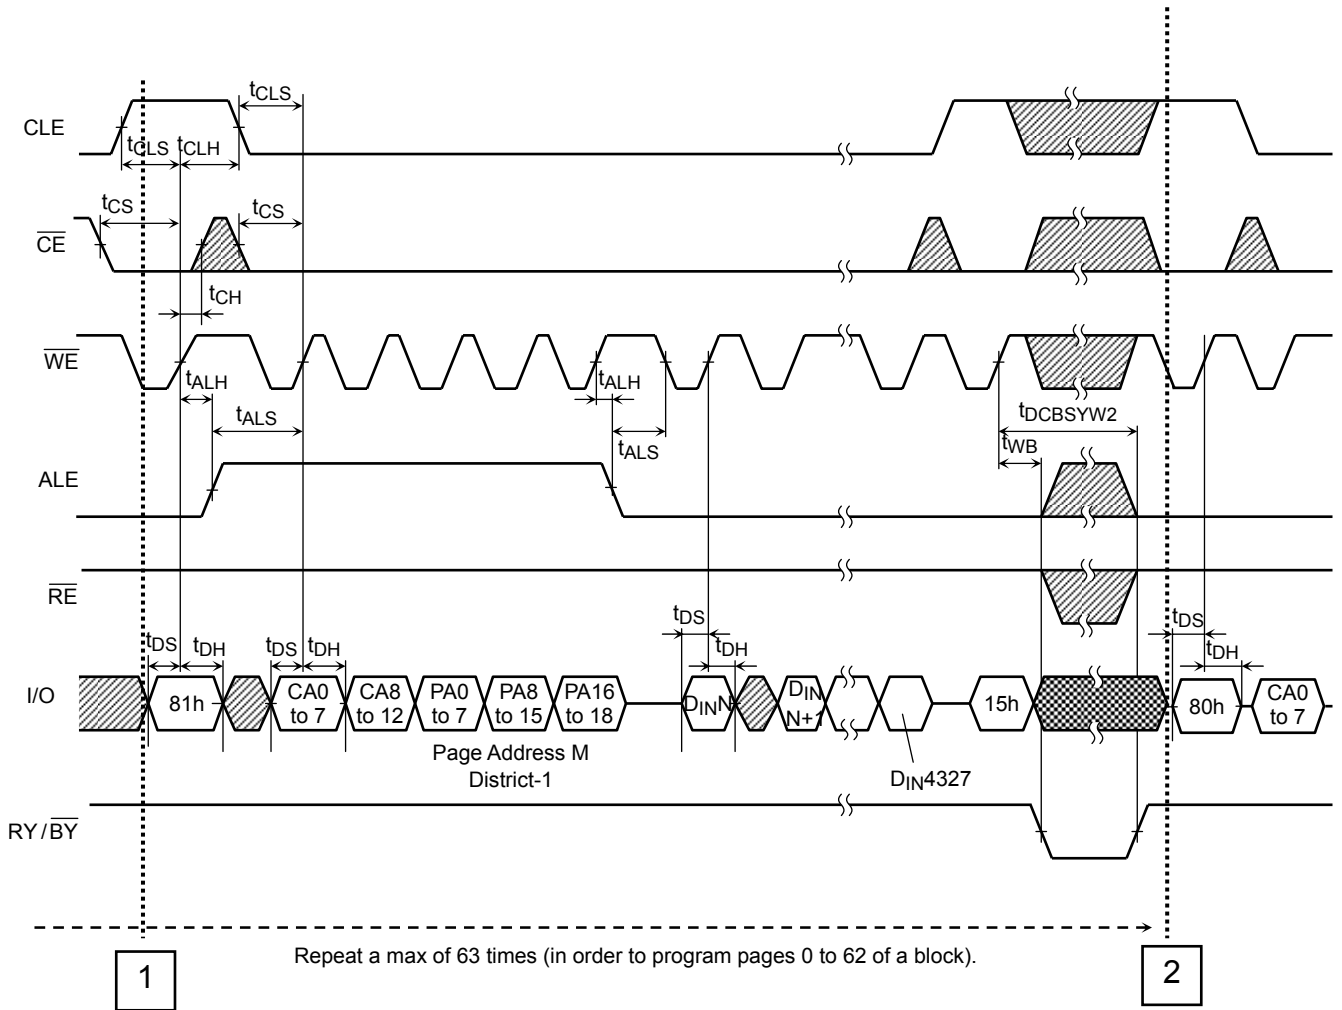 tCLS
CLE
tCLS tCLH
tCS tCS
CE
tCH
WE
tALH tALH
tDCBSYW2
tALS tALS tWB
ALE
RE
tDS tDS
tDS tDH tDS tDH tDH tDH
I/O
81h
CA0 to 7
CA8 to 12
PA0 to 7
PA8 to 15
PA16 to 18
DINN
DIN N+1
15h
80h
CA0 to 7
Page Address M
District-1
DIN4327
RY/BY
Repeat a max of 63 times (in order to program pages 0 to 62 of a block).
1
2